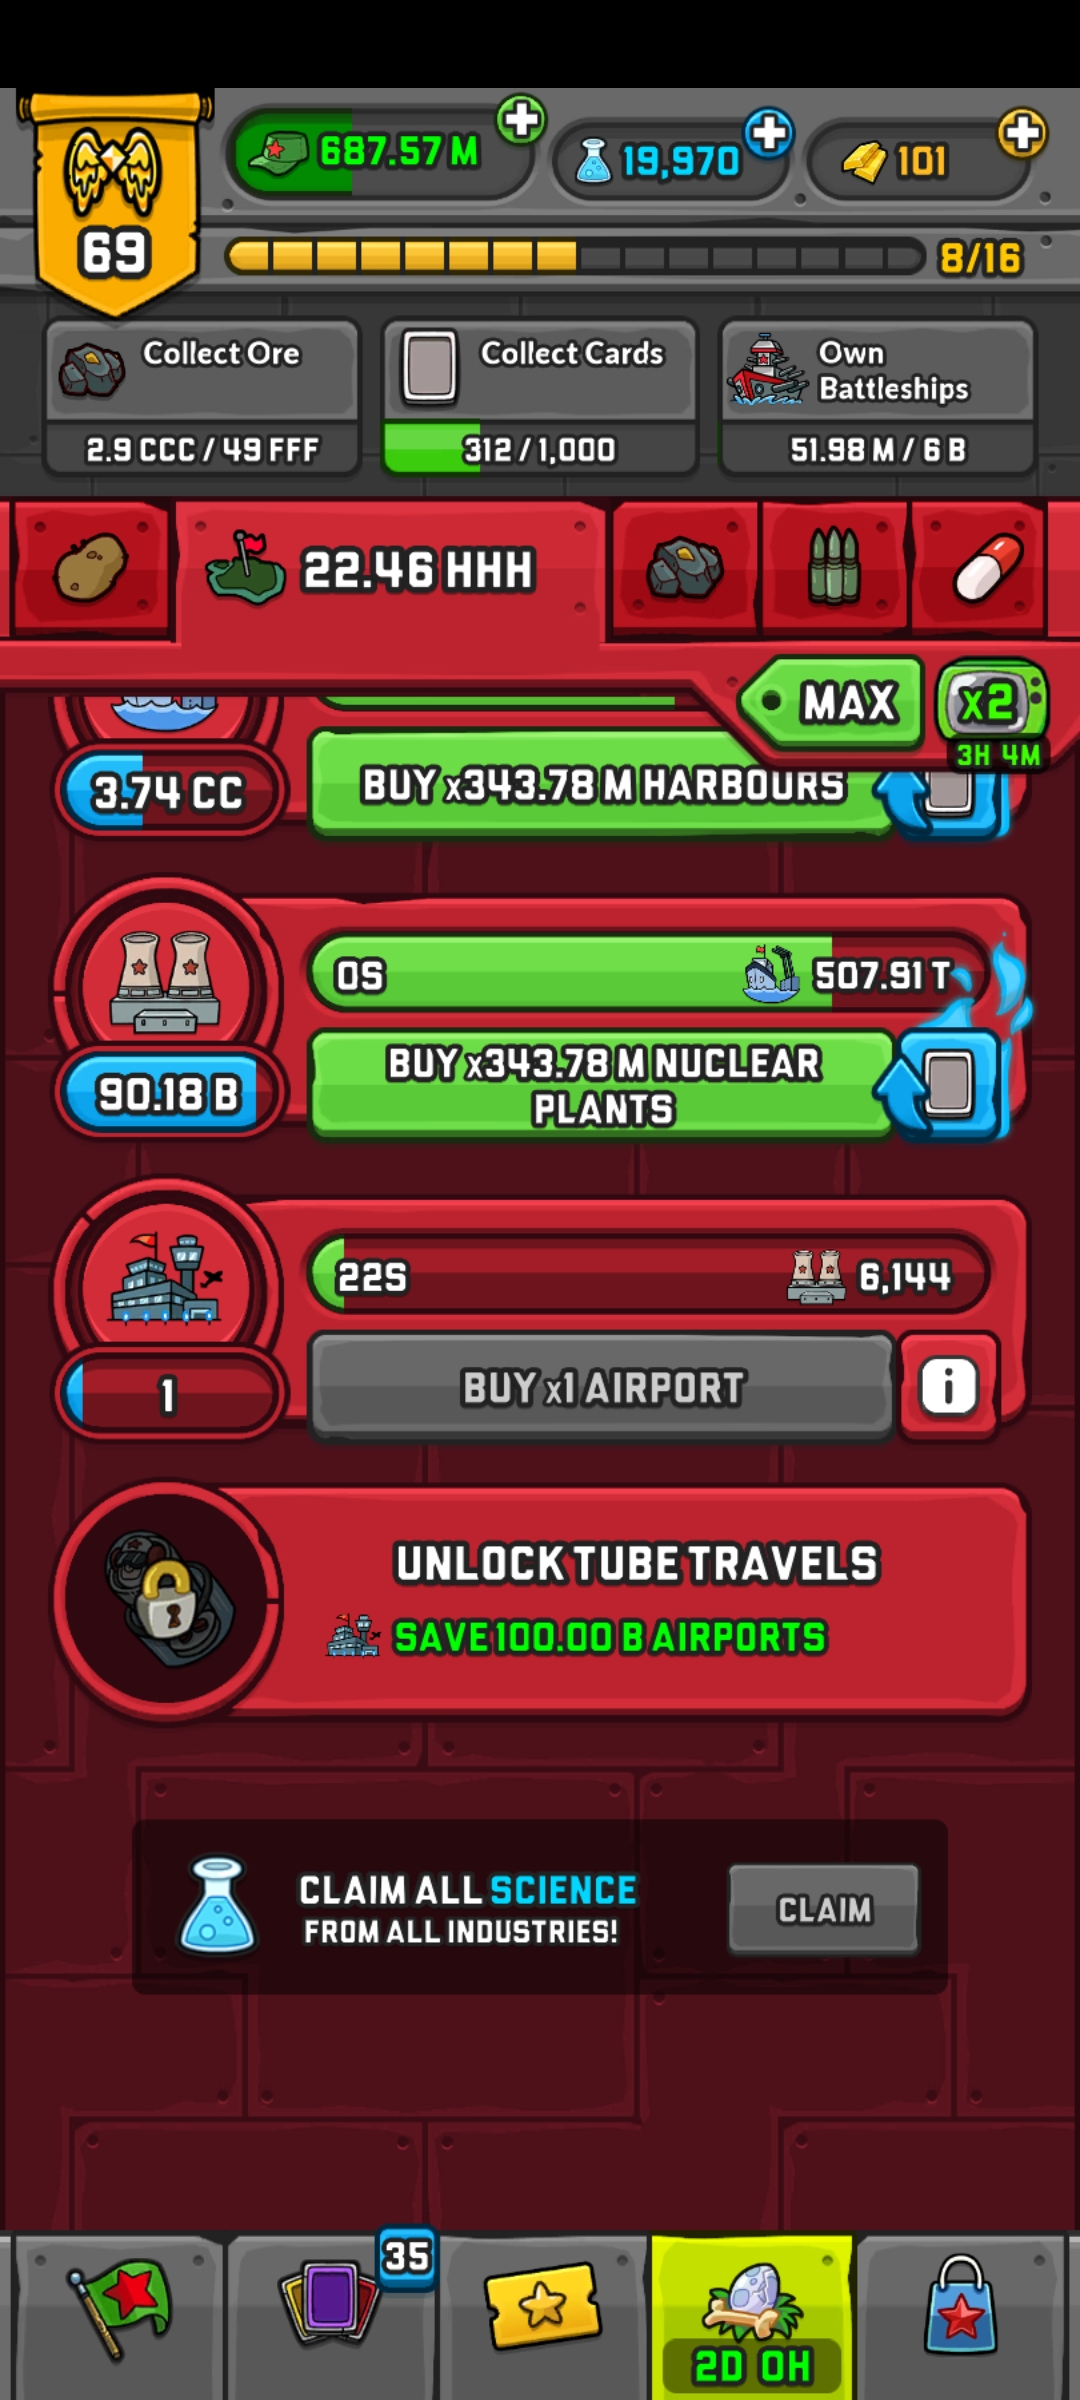 687.57 M
19,970
101
69
8/16
Collect Ore
2.9 CCC / 49 FFF
Collect Cards
312 / 1,000
Own
Battleships
51.98 M / 6 B
22.46 HHH
MAX
x2
3H 4M
3.74 CC
BUY x343.78 M HARBOURS
0S
507.91 T
90.18 B
BUY x343.78 M NUCLEAR
PLANTS
22S
6,144
1
BUY x1 AIRPORT
i
UNLOCK TUBE TRAVELS
SAVE 100.00 B AIRPORTS
CLAIM ALL SCIENCE
FROM ALL INDUSTRIES!
CLAIM
35
2D 0H